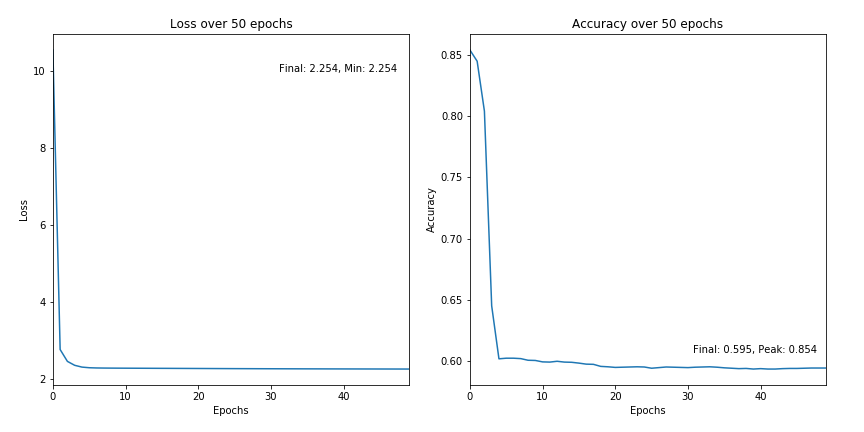 Loss over 50 epochs
Final: 2.254, Min: 2.254
Loss
10
8
6
4
2
0
10
20
30
40
Epochs
Accuracy over 50 epochs
Accuracy
0.85
0.80
0.75
0.70
0.65
0.60
Final: 0.595, Peak: 0.854
0
10
20
30
40
Epochs